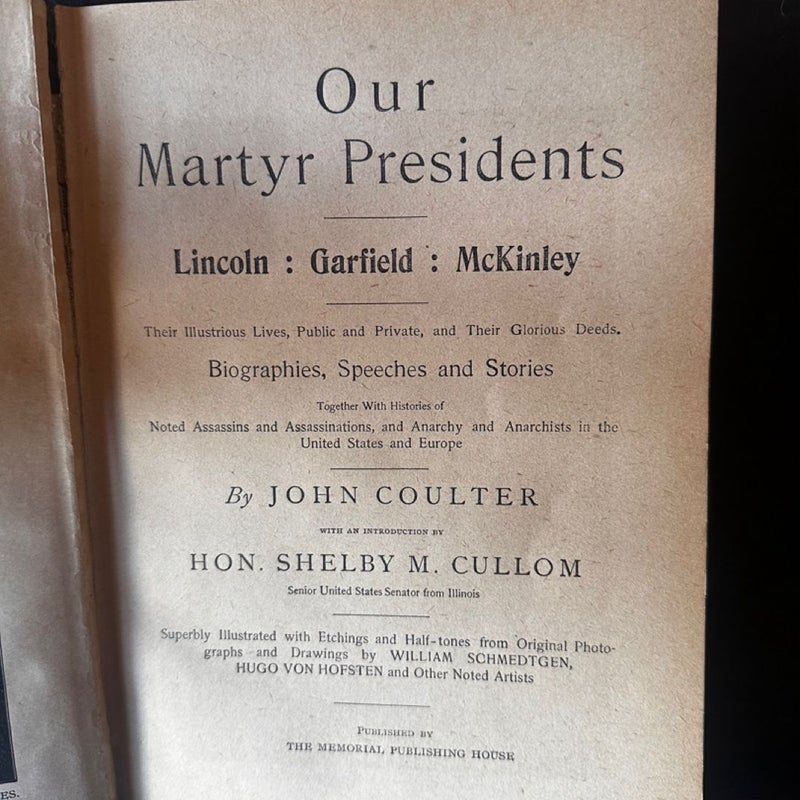 Our
Martyr Presidents
Lincoln : Garfield : McKinley
Their Illustrious Lives, Public and Private, and Their Glorious Deeds.
Biographies, Speeches and Stories
Together With Histories of
Noted Assassins and Assassinations, and Anarchy and Anarchists in the
United States and Europe
By JOHN COULTER
WITH AN INTRODUCTION BY
HON. SHELBY M. CULLOM
Senior United States Senator from Illinois
Superbly Illustrated with Etchings and Half-tones from Original Photo-
graphs and Drawings by WILLIAM SCHMEDTGEN,
HUGO VON HOFSTEN and Other Noted Artists
PUBLISHED BY
THE MEMORIAL PUBLISHING HOUSE